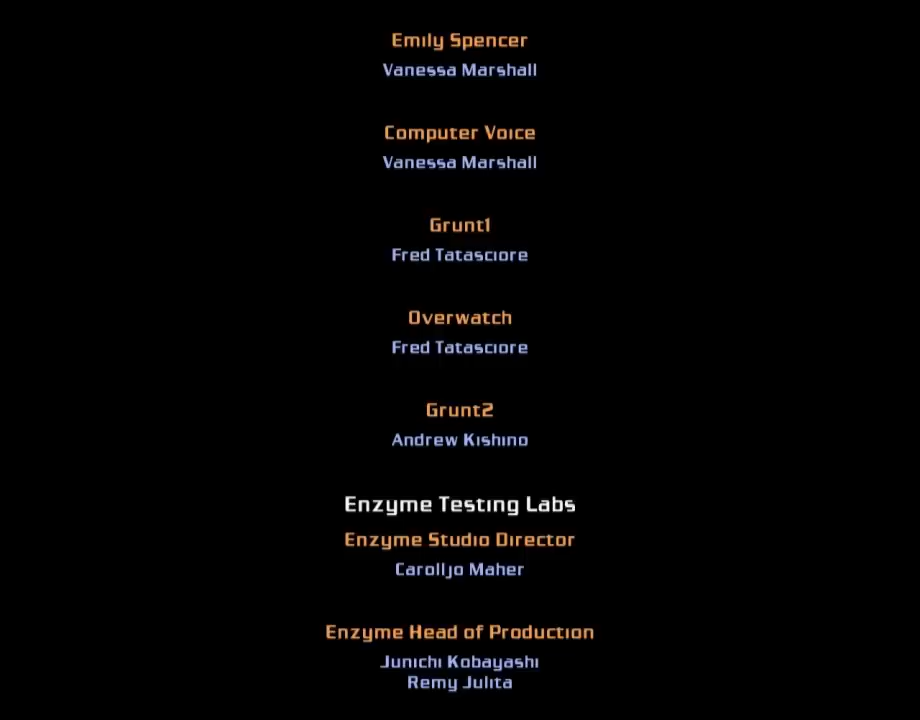 Emily Spencer
Vanessa Marshall
Computer Voice
Vanessa Marshall
Grunt1
Fred Tatasciore
Overwatch
Fred Tatasciore
Grunt2
Andrew Kishino
Enzyme Testing Labs
Enzyme Studio Director
Carolljo Maher
Enzyme Head of Production
Junichi Kobayashi
Remy Julita